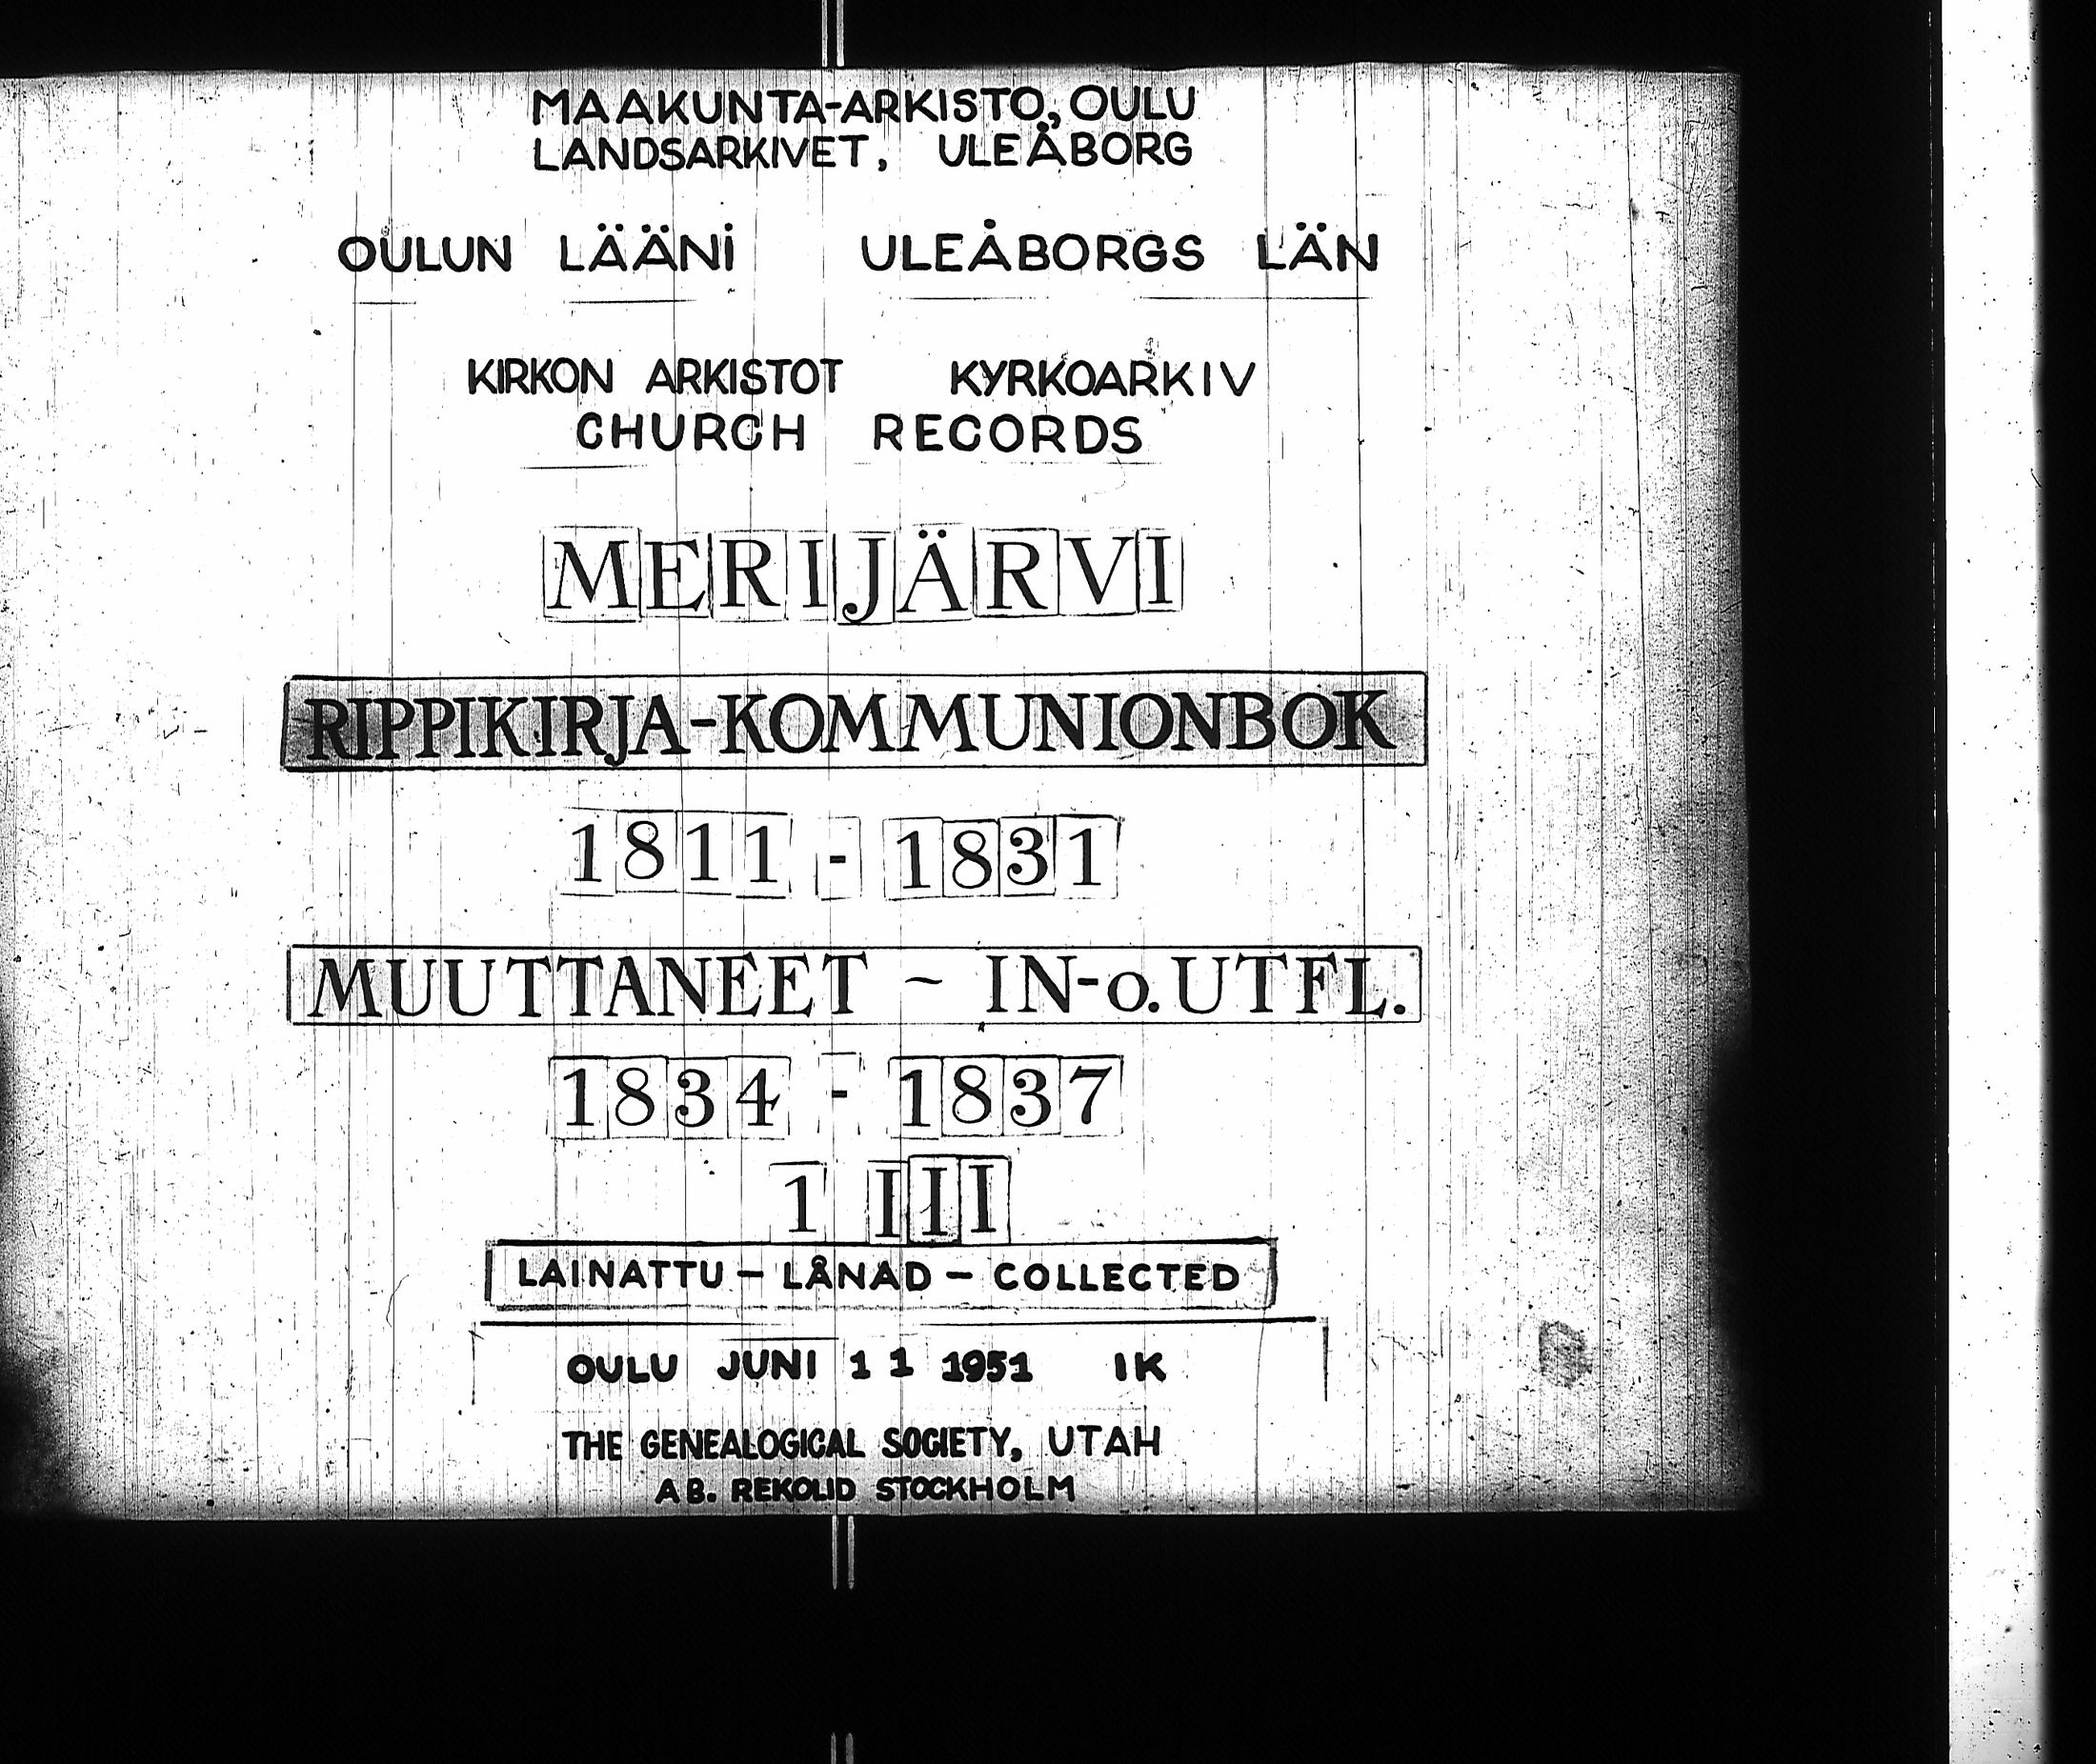 MAAKUNTA-ARKISTO, OULU
LANDSARKIVET, ULEÅBORG
OULUN LÄÄNI ULEÅBORGS LÄN
KIRKON ARKISTOT KYRKOARKIV
CHURCH RECORDS
MERIJÄRVI
RIPPIKIRJA-KOMMUNIONBOK
1811 - 1831
MUUTTANEET ~ IN-o. UTFL.
1834 - 1837
1 III
LAINATTU - LÅNAD - COLLECTED
OULU JUNI 11 1951 IK
THE GENEALOGICAL SOCIETY, UTAH
AB. REKOLID STOCKHOLM